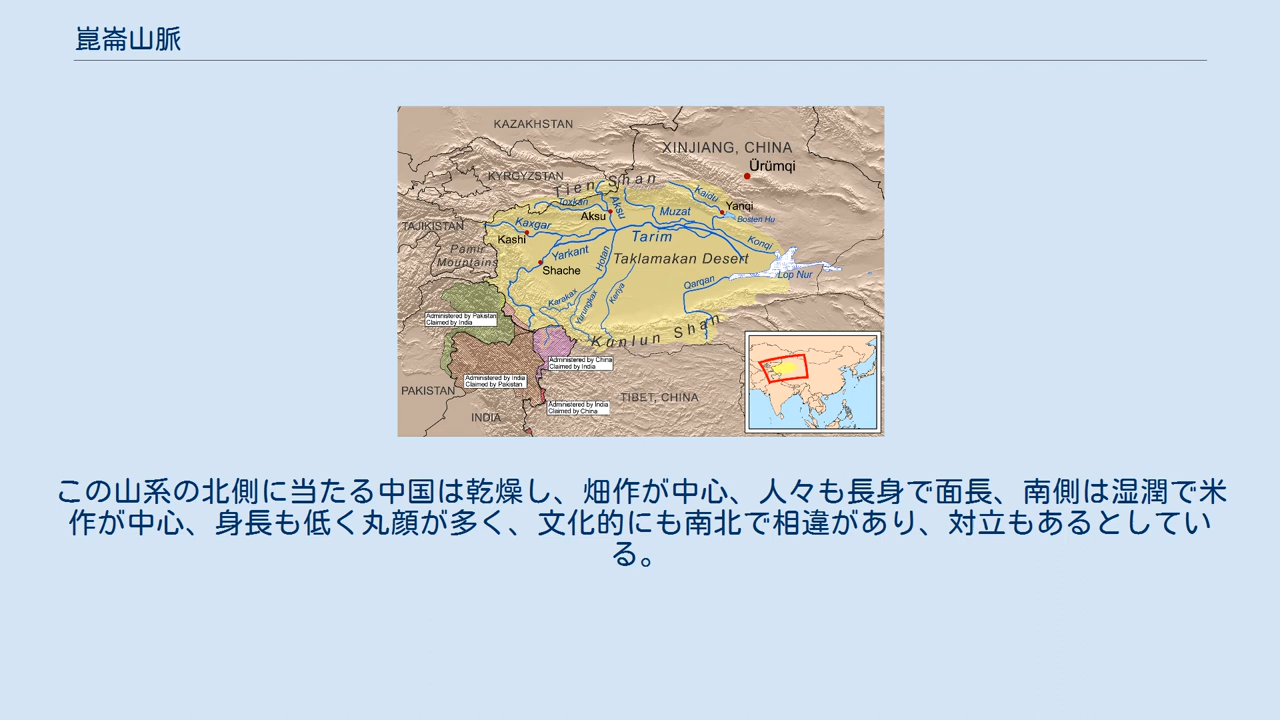 崑崙山脈
KAZAKHSTAN
XINJIANG, CHINA
Ürümqi
KYRGYZSTAN
Tien Shan
Toxkan
Aksu
Aksu
Muzat
Kaidu
Yanqi
Bosten Hu
TAJIKISTAN
Kaxgar
Kashi
Tarim
Konqi
Pamir
Mountains
Yarkant
Hotan
Taklamakan Desert
Shache
Lop Nur
Qarqan
Karakax
Yurungkax
Keriya
Administered by Pakistan
Claimed by India
Kunlun Shan
Administered by China
Claimed by India
Administered by India
Claimed by Pakistan
PAKISTAN
TIBET, CHINA
Administered by India
Claimed by China
INDIA
この山系の北側に当たる中国は乾燥し、畑作が中心、人々も長身で面長、南側は湿潤で米
作が中心、身長も低く丸顔が多く、文化的にも南北で相違があり、対立もあるとしてい
る。